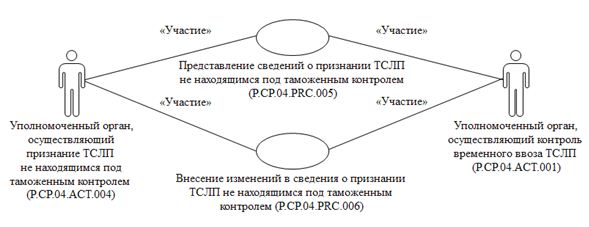 «Участие»
«Участие»
Представление сведений о признании ТСЛП
не находящимся под таможенным контролем
(P.CP.04.PRC.005)
«Участие»
«Участие»
Уполномоченный орган,
осуществляющий
признание ТСЛП
не находящимся под
таможенным контролем
(P.CP.04.ACT.004)
Уполномоченный орган,
осуществляющий контроль
временного ввоза ТСЛП
(P.CP.04.ACT.001)
Внесение изменений в сведения о признании
ТСЛП не находящимся под таможенным
контролем (P.CP.04.PRC.006)